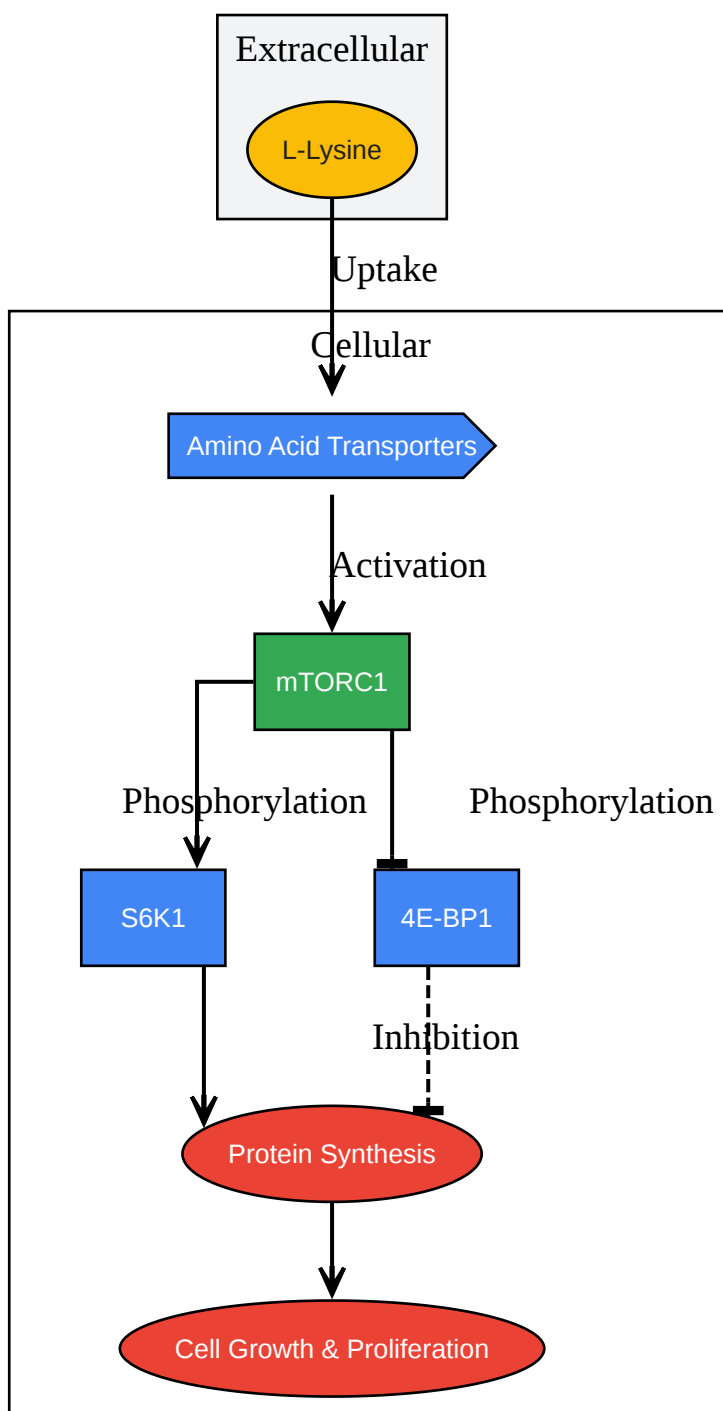 Extracellular
L-Lysine
Uptake
Cellular
Amino Acid Transporters
Activation
mTORC1
Phosphorylation
Phosphorylation
S6K1
4E-BP1
Inhibition
Protein Synthesis
Cell Growth & Proliferation